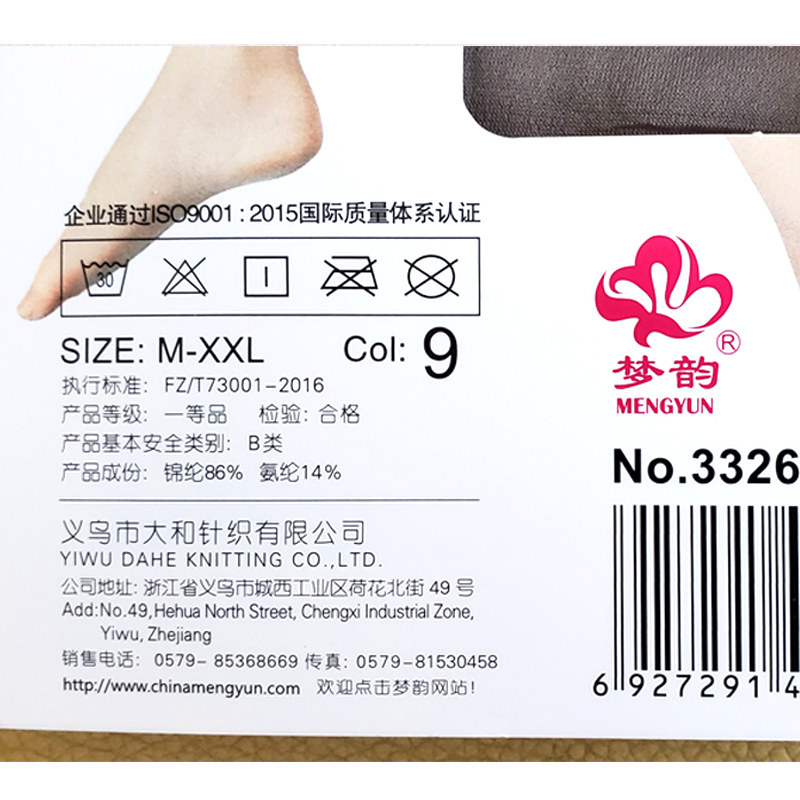 企业通过ISO9001：2015国际质量体系认证
30
SIZE: M-XXL Col: 9
执行标准: FZ/T73001-2016
产品等级: 一等品 检验: 合格
产品基本安全类别: B类
产品成份: 锦纶86% 氨纶14%
义乌市大和针织有限公司
YIWU DAHE KNITTING CO.,LTD.
公司地址: 浙江省义乌市城西工业区荷花北街 49 号
Add:No.49,Hehua North Street, Chengxi Industrial Zone,
Yiwu, Zhejiang
销售电话: 0579- 85368669 传真: 0579-81530458
http://www.chinamengyun.com 欢迎点击梦韵网站!
®
梦韵
MENGYUN
No.3326
6 927291 4